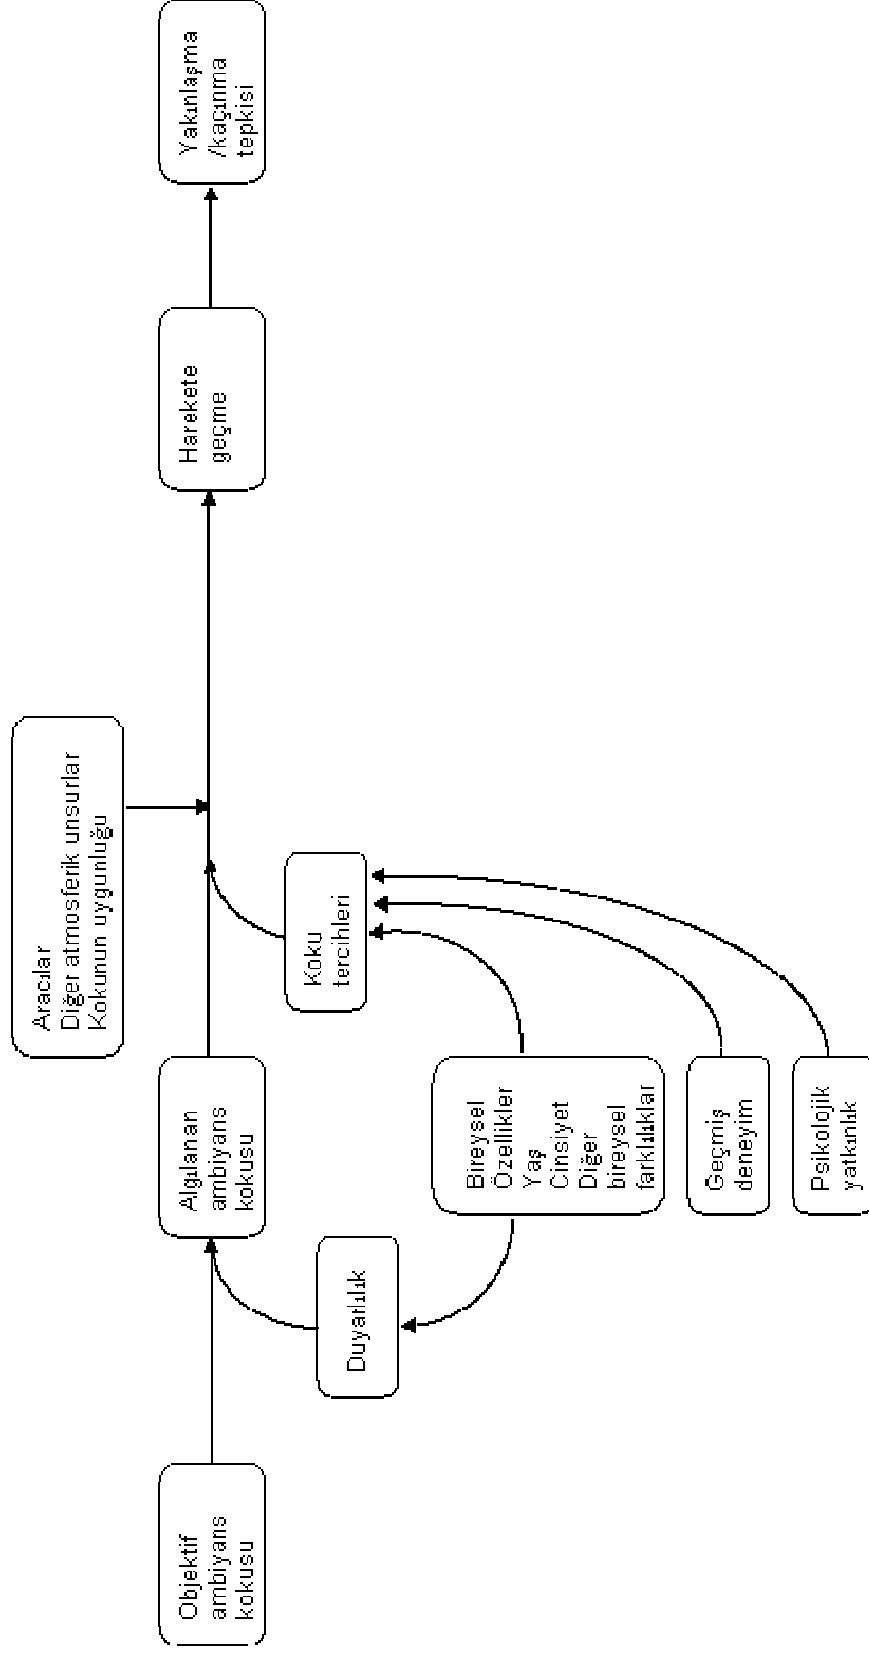 Aracılar
Diğer atmosferik unsurlar
Kokunun uygunluğu
Objektif
ambiyans
kokusu
Algılanan
ambiyans
kokusu
Harekete
geçme
Yakınlaşma
/kaçınma
tepkisi
Duyarlılık
Koku
tercihleri
Bireysel
Özellikler
Yaş
Cinsiyet
Diğer
bireysel
farklılıklar
Geçmiş
deneyim
Psikolojik
yatkınlık